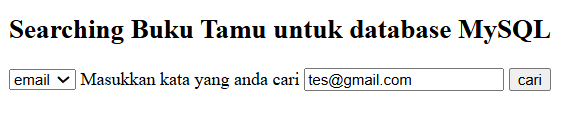 Searching Buku Tamu untuk database MySQL
email Masukkan kata yang anda cari tes@gmail.com cari